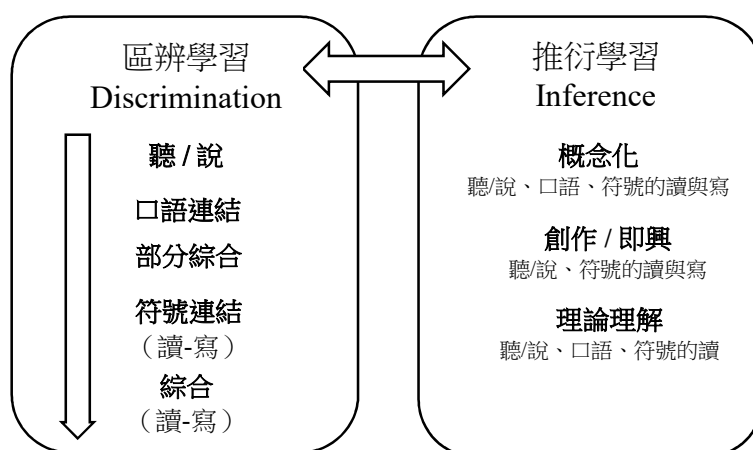 區辨學習
Discrimination
聽 / 說
口語連結
部分綜合
符號連結
（讀-寫）
綜合
（讀-寫）
推衍學習
Inference
概念化
聽/說、口語、符號的讀與寫
創作 / 即興
聽/說、符號的讀與寫
理論理解
聽/說、口語、符號的讀